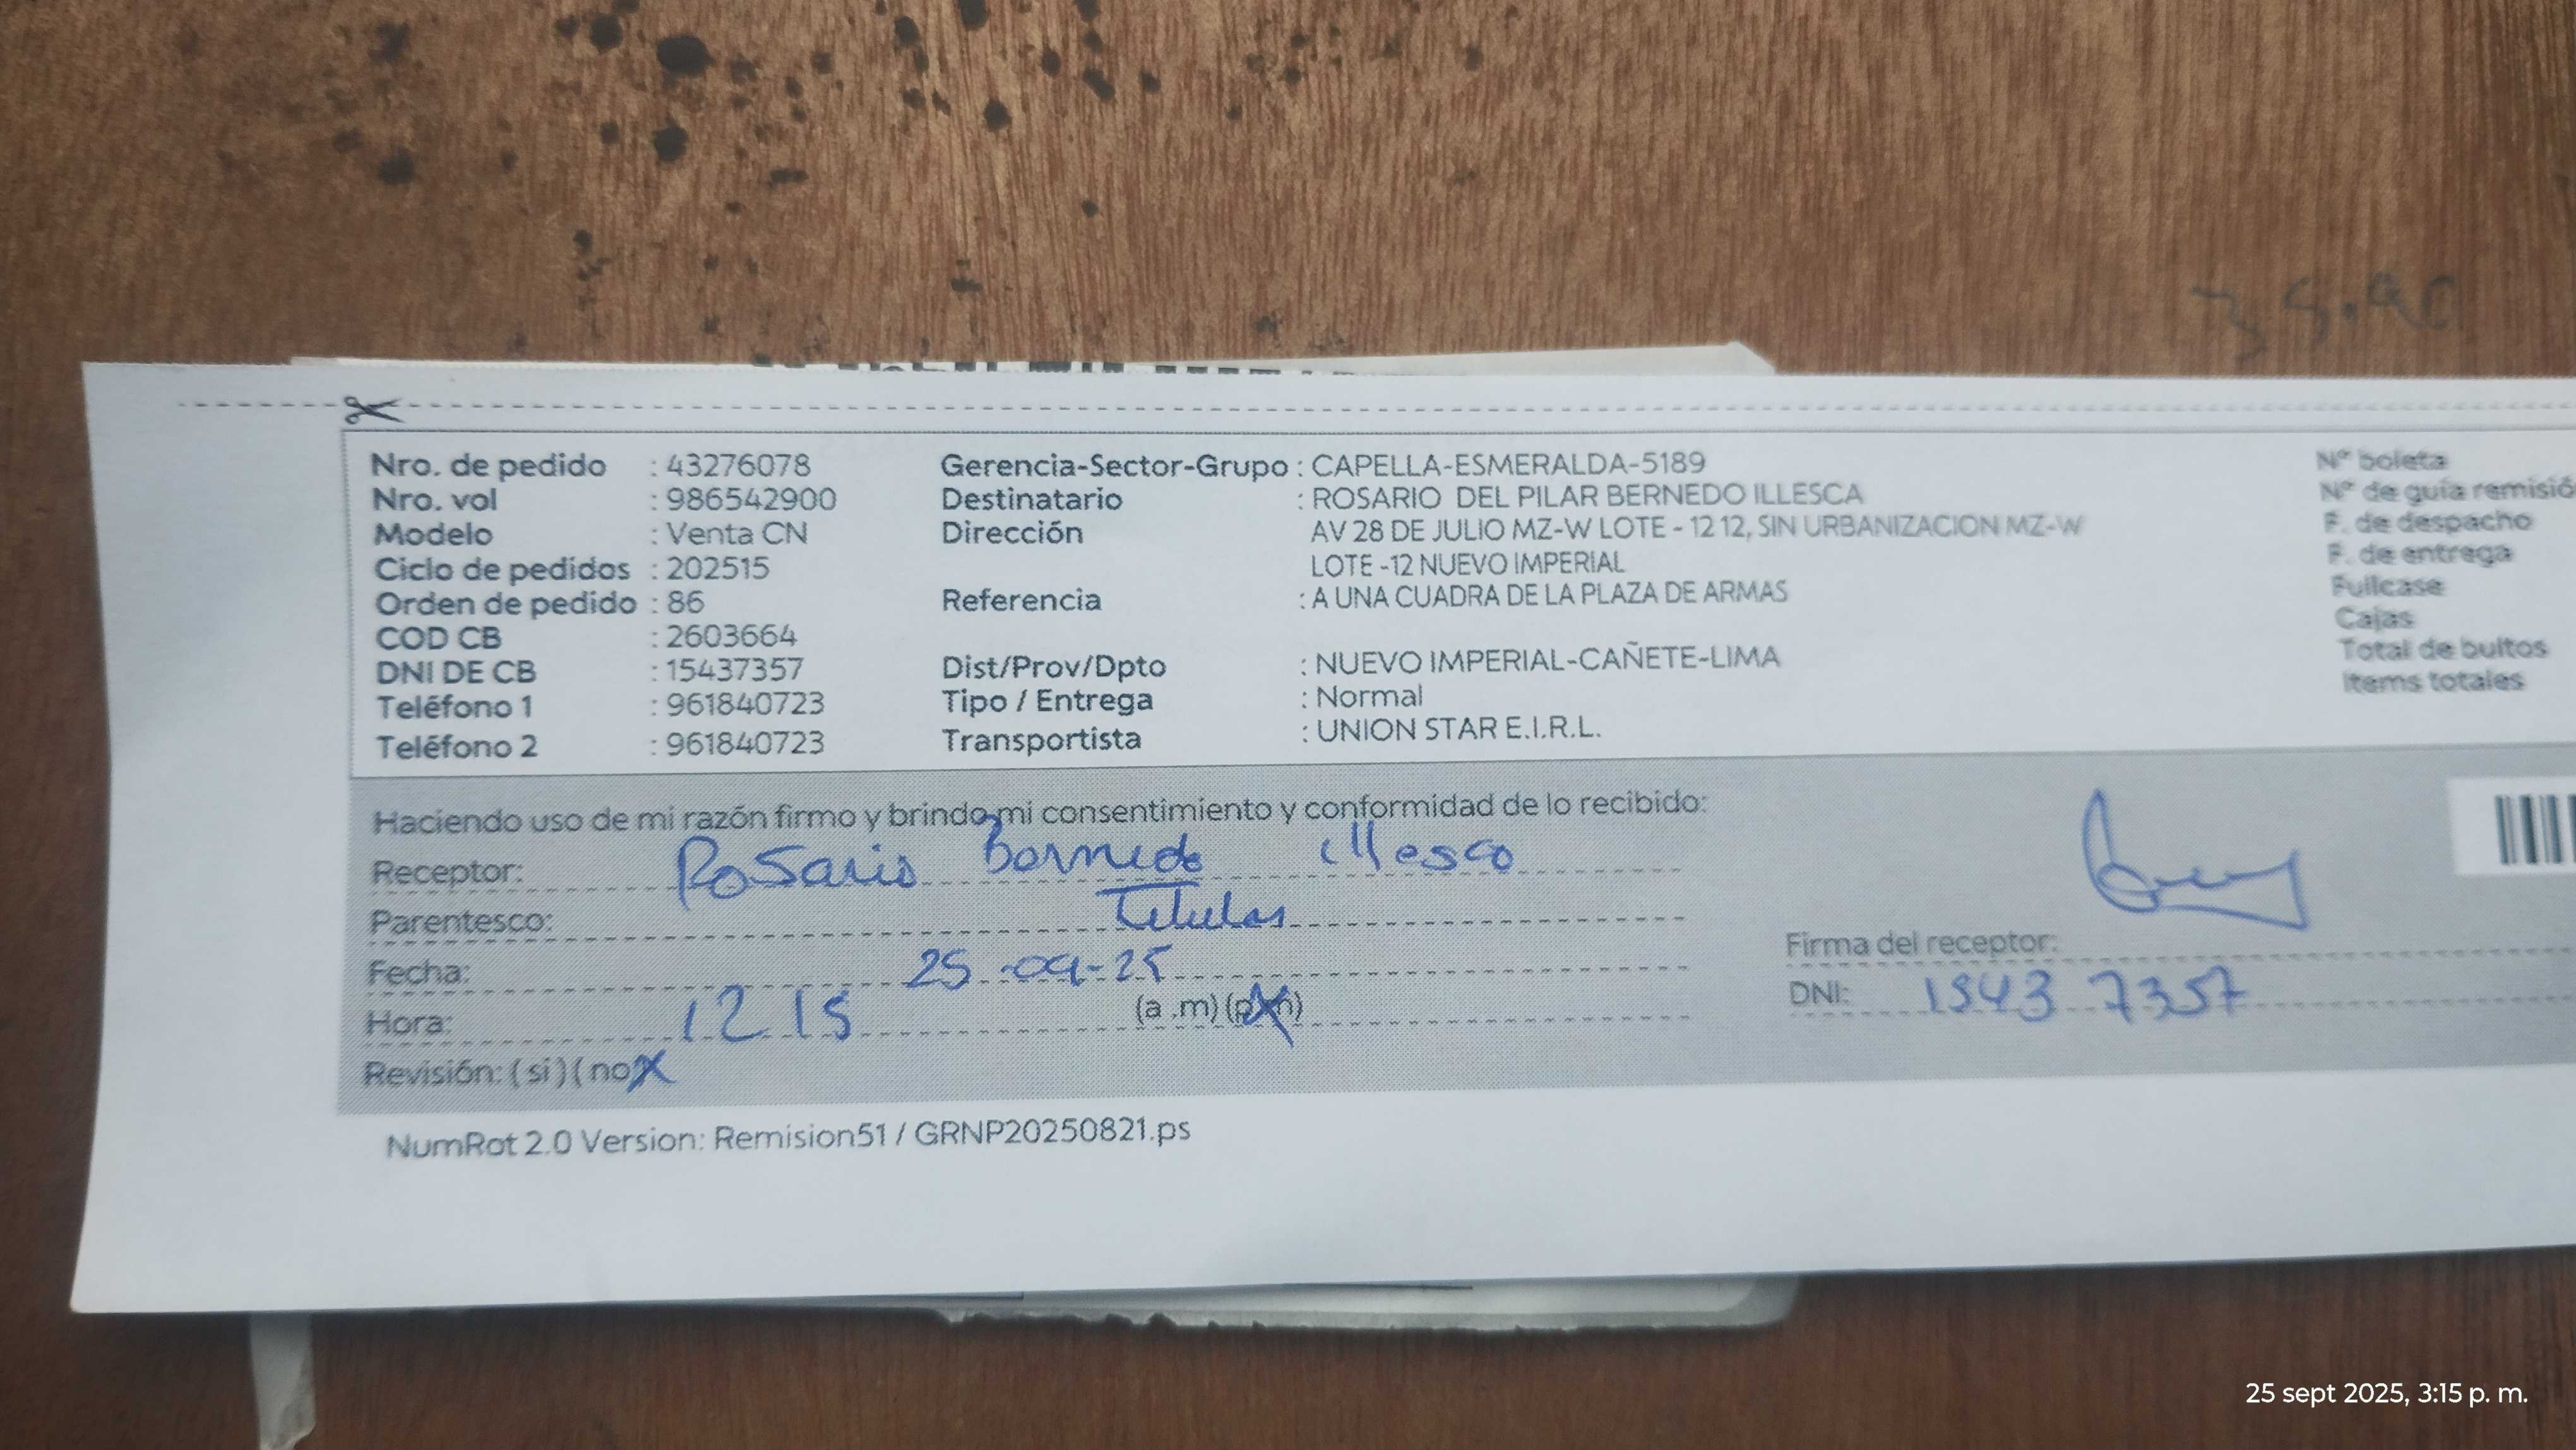 Nro. de pedido : 43276078 Gerencia-Sector-Grupo : CAPELLA-ESMERALDA-5189 N° boleta
Nro. vol : 986542900 Destinatario : ROSARIO DEL PILAR BERNEDO ILLESCA N° de guía remisió
Modelo : Venta CN Dirección AV 28 DE JULIO MZ-W LOTE - 12 12, SIN URBANIZACION MZ-W F. de despacho
Ciclo de pedidos : 202515 LOTE -12 NUEVO IMPERIAL F. de entrega
Orden de pedido : 86 Referencia : A UNA CUADRA DE LA PLAZA DE ARMAS Fullcase
COD CB : 2603664 Cajas
DNI DE CB : 15437357 Dist/Prov/Dpto : NUEVO IMPERIAL-CAÑETE-LIMA Total de bultos
Teléfono 1 : 961840723 Tipo / Entrega : Normal Items totales
Teléfono 2 : 961840723 Transportista : UNION STAR E.I.R.L.
Haciendo uso de mi razón firmo y brindo mi consentimiento y conformidad de lo recibido:
Receptor: Rosario Bernedo illesca
Parentesco: Titular
Fecha: 25-09-25
Firma del receptor:
Hora: 12 15 (a .m) (p.m)
DNI: 1543 7357
Revisión: (si) (no)
NumRot 2.0 Version: Remision51 / GRNP20250821.ps
25 sept 2025, 3:15 p. m.